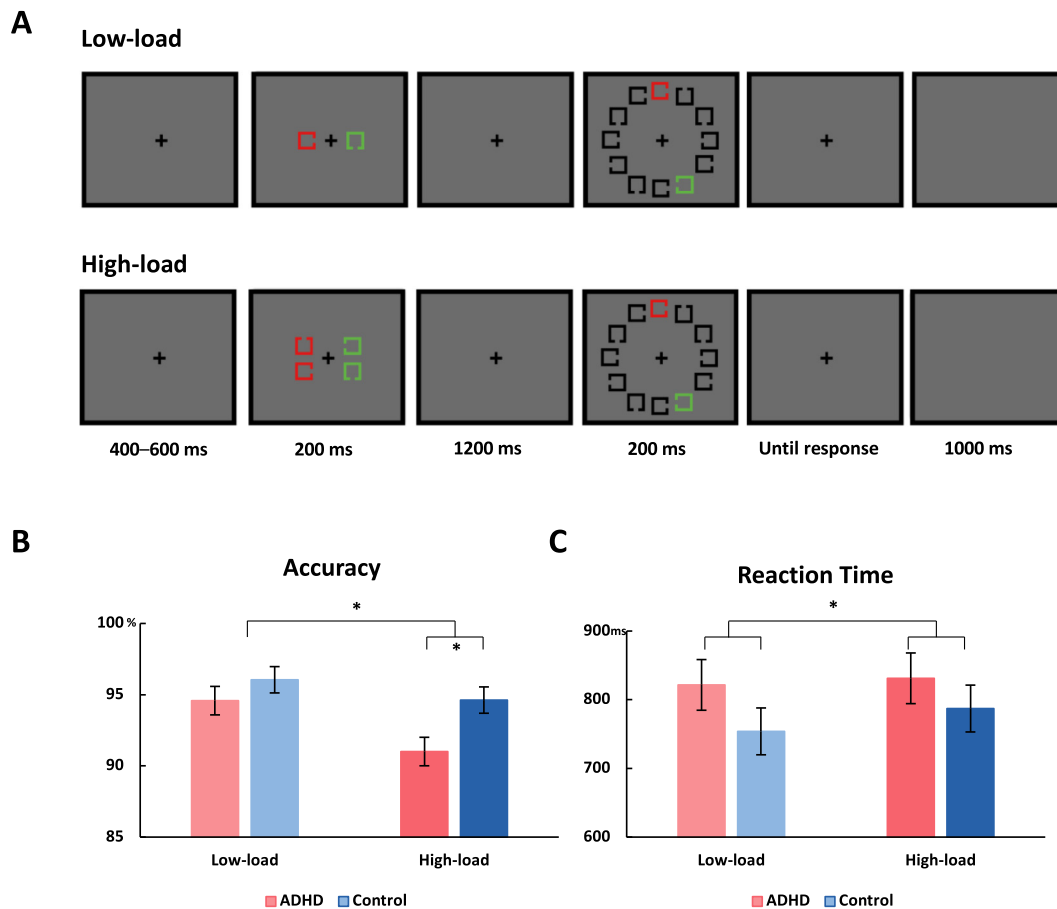 A
Low-load
High-load
400–600 ms 200 ms 1200 ms 200 ms Until response 1000 ms
B
Accuracy
100 %
95
90
85
*
*
Low-load High-load
ADHD Control
C
Reaction Time
900 ms
800
700
600
*
Low-load High-load
ADHD Control